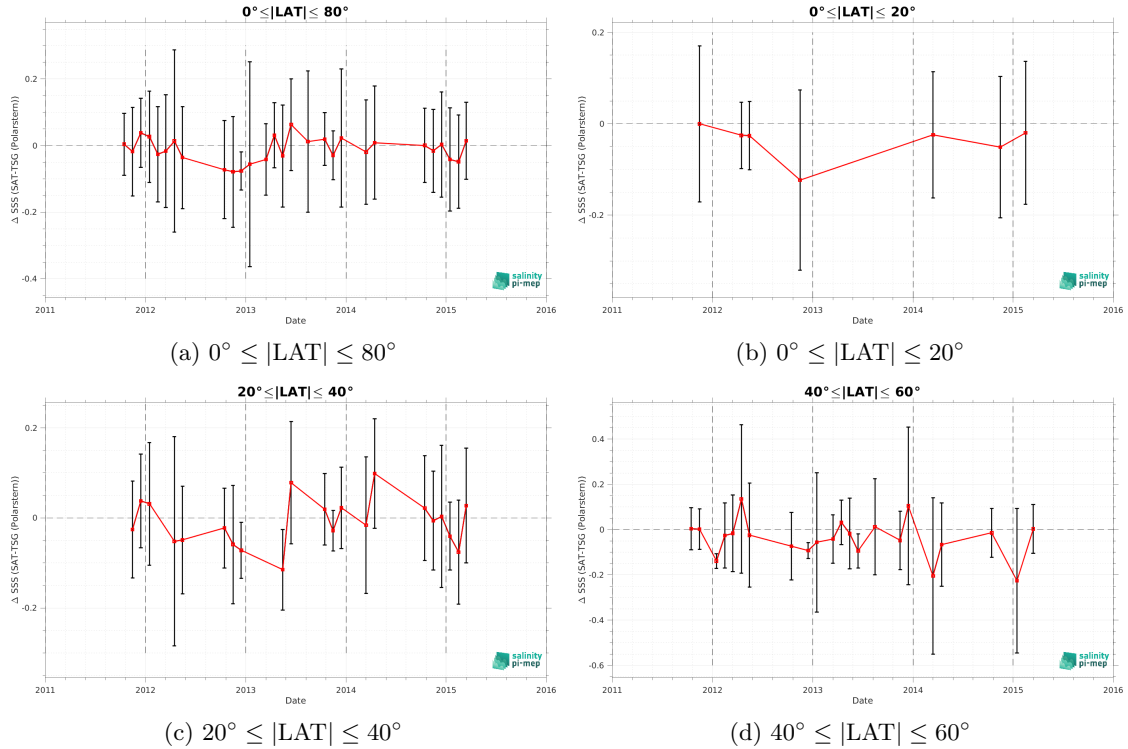 0°≤|LAT|≤ 80°
Δ SSS (SAT-TSG (Polarstern))
0.2
0
-0.2
-0.4
2011
2012
2013
2014
2015
2016
Date
salinity
pi-mep
(a) 0° ≤ |LAT| ≤ 80°
0°≤|LAT|≤ 20°
Δ SSS (SAT-TSG (Polarstern))
0.2
0
-0.2
2011
2012
2013
2014
2015
2016
Date
salinity
pi-mep
(b) 0° ≤ |LAT| ≤ 20°
20°≤|LAT|≤ 40°
Δ SSS (SAT-TSG (Polarstern))
0.2
0
-0.2
2011
2012
2013
2014
2015
2016
Date
salinity
pi-mep
(c) 20° ≤ |LAT| ≤ 40°
40°≤|LAT|≤ 60°
Δ SSS (SAT-TSG (Polarstern))
0.4
0.2
0
-0.2
-0.4
-0.6
2011
2012
2013
2014
2015
2016
Date
salinity
pi-mep
(d) 40° ≤ |LAT| ≤ 60°